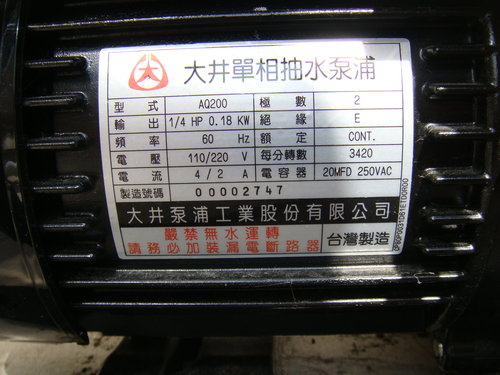 大井單相抽水泵浦
型式 AQ200 極數 2
輸出 1/4 HP 0.18 KW 絕緣 E
頻率 60 Hz 額定 CONT.
電壓 110/220 V 每分轉數 3420
電流 4/2 A 電容器 20MFD 250VAC
製造號碼 00002747
大井泵浦工業股份有限公司
嚴禁無水運轉
請務必加裝漏電斷路器
台灣製造